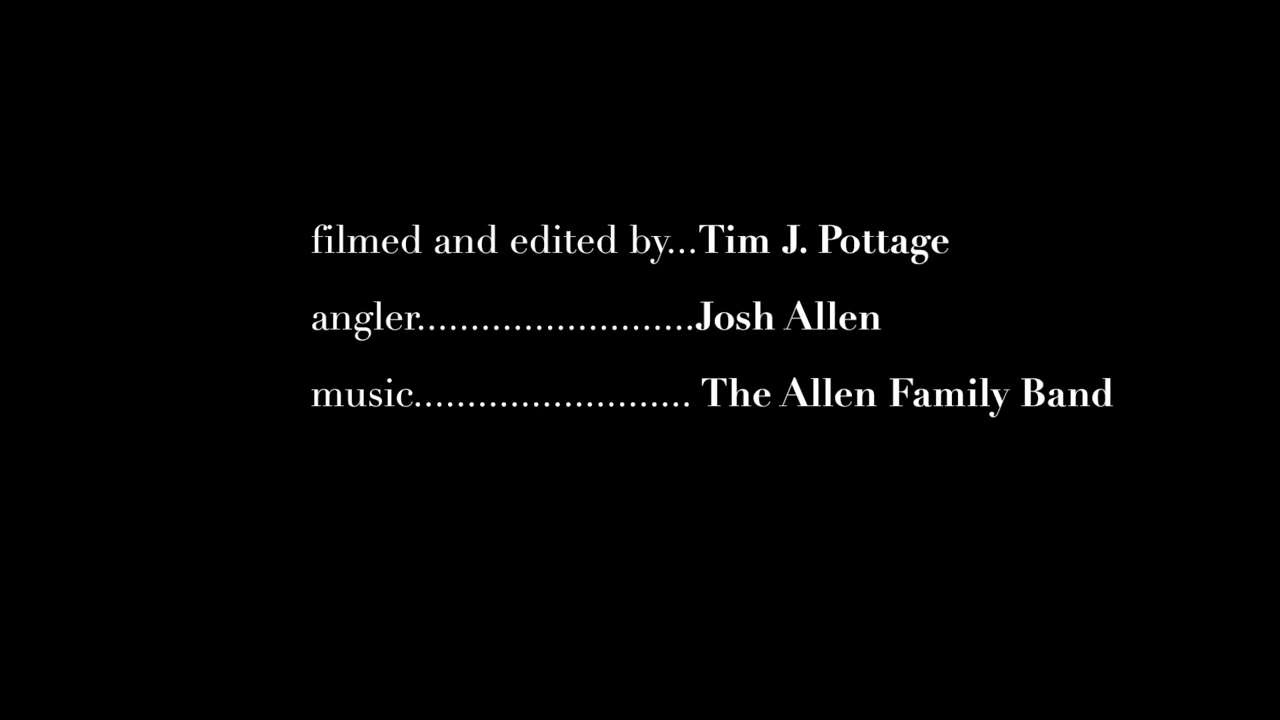 filmed and edited by...Tim J. Pottage
angler..........................Josh Allen
music.......................... The Allen Family Band